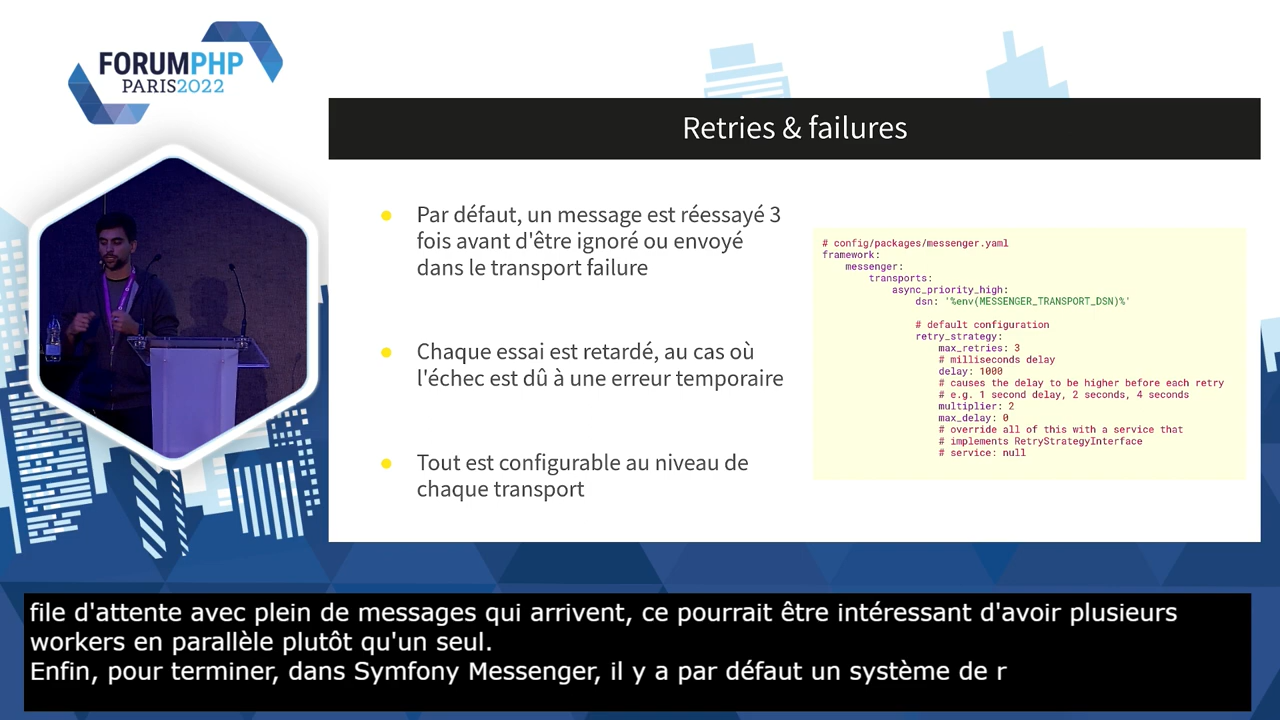 FORUMPHP
PARIS2022
Retries & failures
● Par défaut, un message est réessayé 3
fois avant d'être ignoré ou envoyé
dans le transport failure
● Chaque essai est retardé, au cas où
l'échec est dû à une erreur temporaire
● Tout est configurable au niveau de
chaque transport
# config/packages/messenger.yaml
framework:
messenger:
transports:
async_priority_high:
dsn: '%env(MESSENGER_TRANSPORT_DSN)%'
# default configuration
retry_strategy:
max_retries: 3
# milliseconds delay
delay: 1000
# causes the delay to be higher before each retry
# e.g. 1 second delay, 2 seconds, 4 seconds
multiplier: 2
max_delay: 0
# override all of this with a service that
# implements RetryStrategyInterface
# service: null
file d'attente avec plein de messages qui arrivent, ce pourrait être intéressant d'avoir plusieurs
workers en parallèle plutôt qu'un seul.
Enfin, pour terminer, dans Symfony Messenger, il y a par défaut un système de r